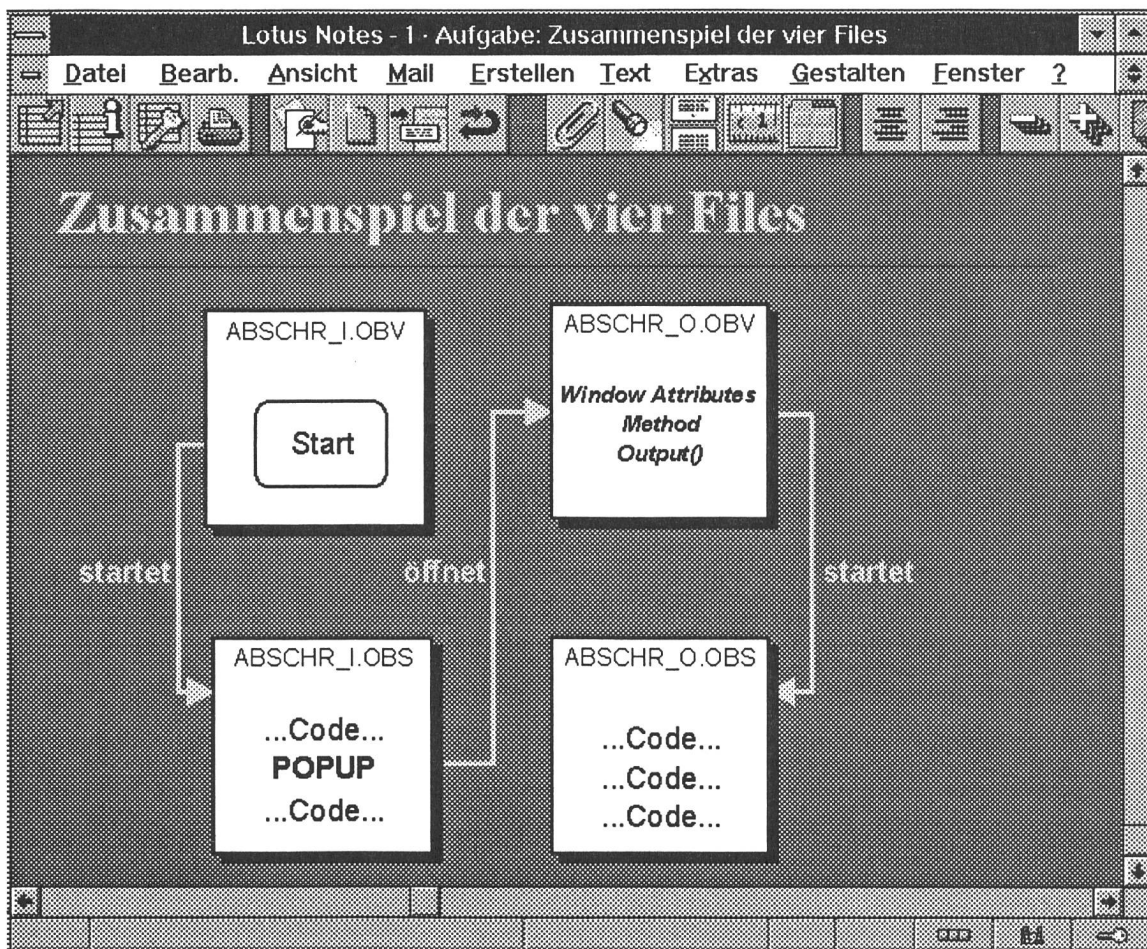 Lotus Notes - 1 · Aufgabe: Zusammenspiel der vier Files
Datei Bearb. Ansicht Mail Erstellen Text Extras Gestalten Fenster ?
Zusammenspiel der vier Files
ABSCHR_I.OBV
Start
ABSCHR_O.OBV
Window Attributes
Method
Output()
startet
öffnet
startet
ABSCHR_I.OBS
...Code...
POPUP
...Code...
ABSCHR_O.OBS
...Code...
...Code...
...Code...